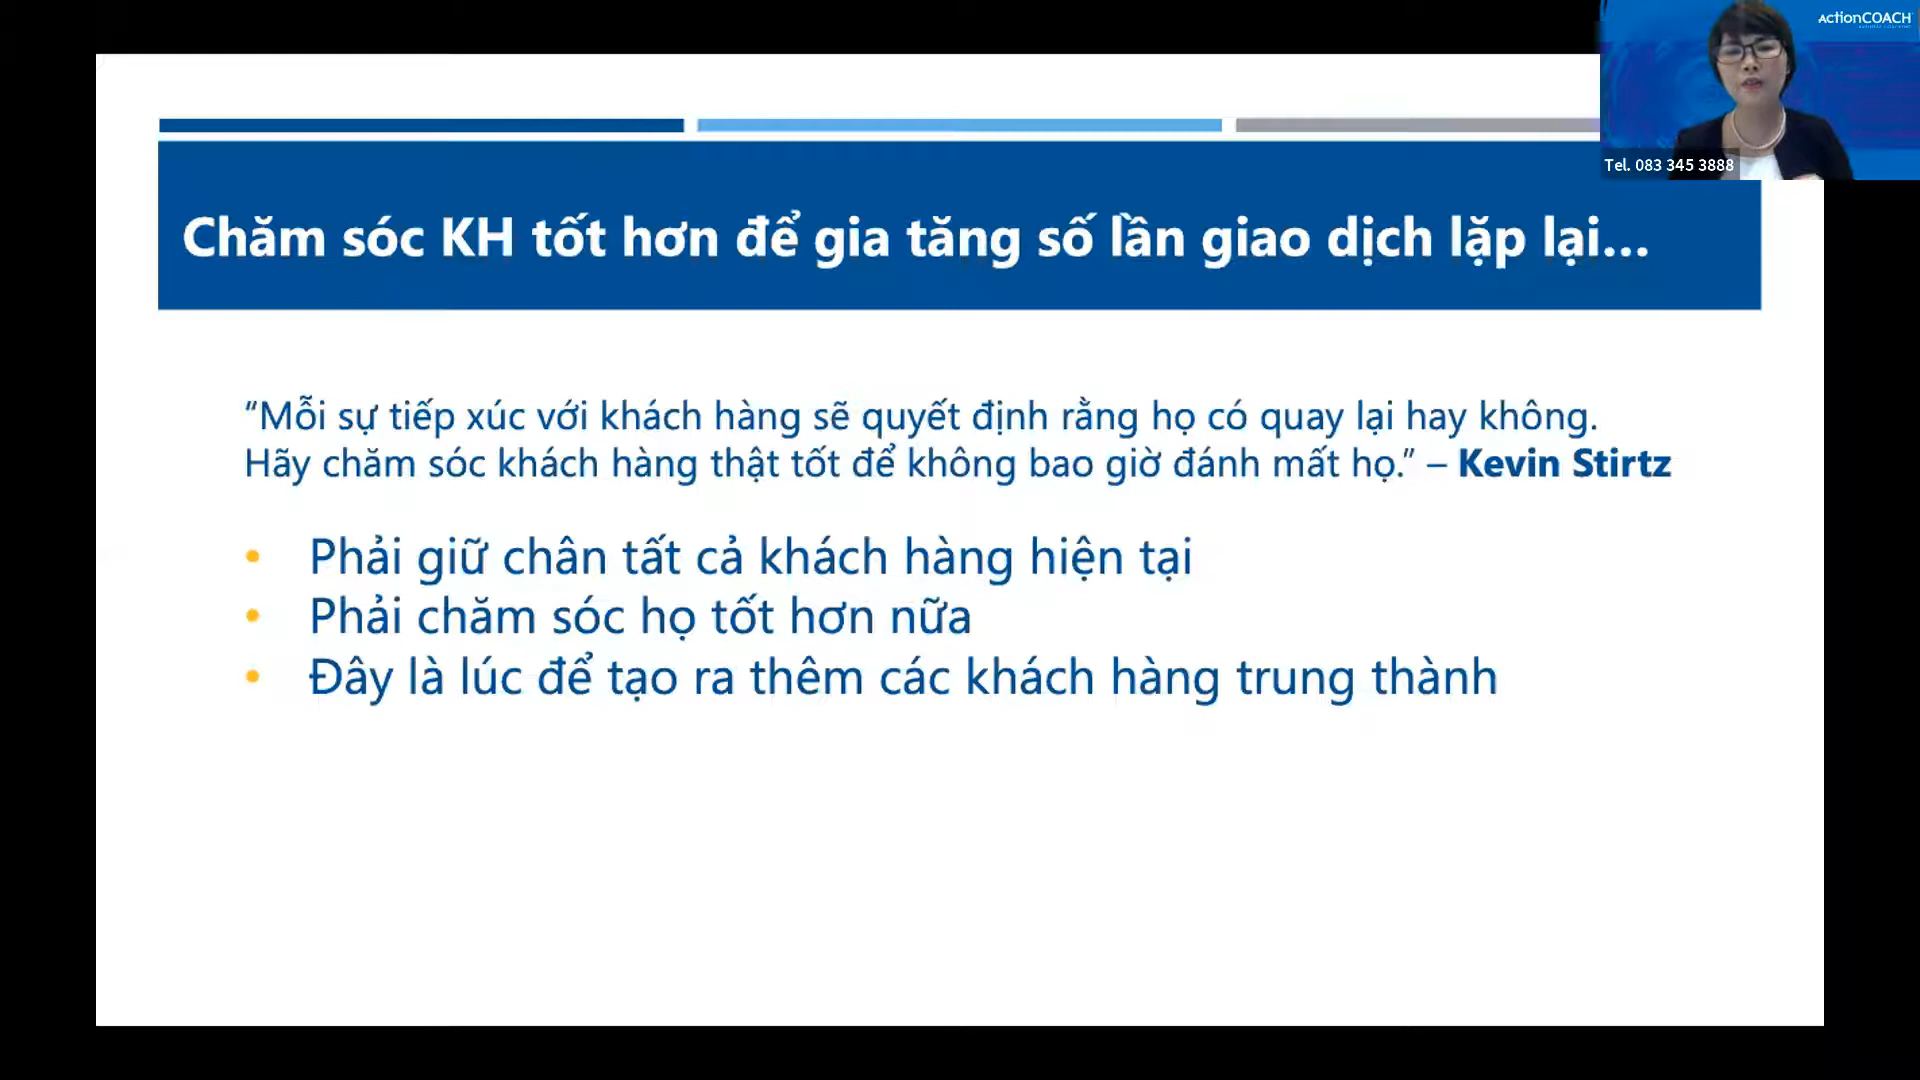 ActionCOACH
Tel. 083 345 3888
Chăm sóc KH tốt hơn để gia tăng số lần giao dịch lặp lại...
“Mỗi sự tiếp xúc với khách hàng sẽ quyết định rằng họ có quay lại hay không.
Hãy chăm sóc khách hàng thật tốt để không bao giờ đánh mất họ.” – Kevin Stirtz
• Phải giữ chân tất cả khách hàng hiện tại
• Phải chăm sóc họ tốt hơn nữa
• Đây là lúc để tạo ra thêm các khách hàng trung thành